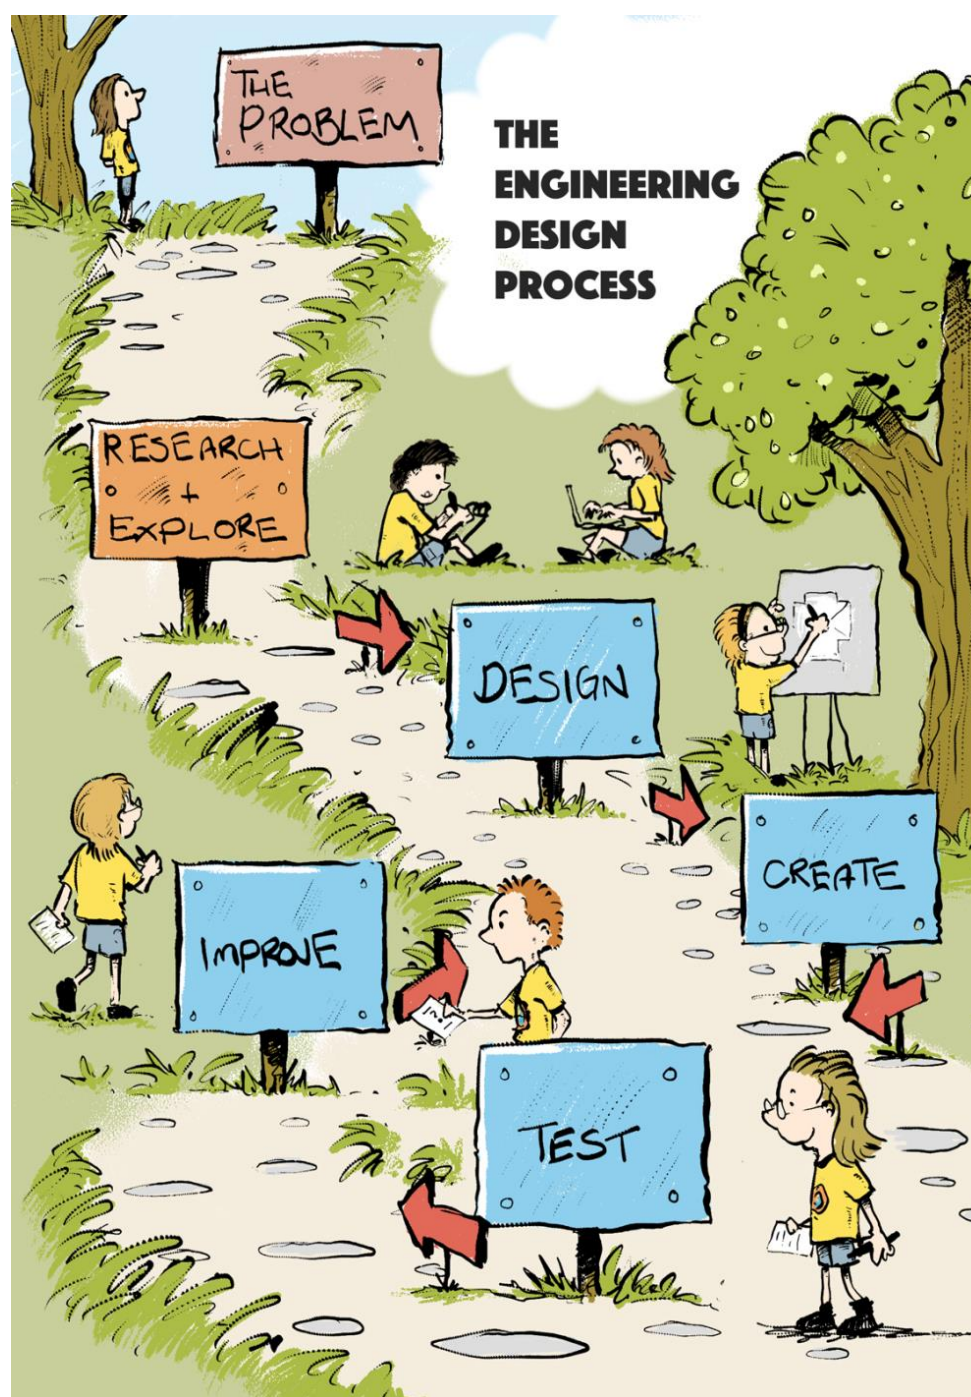 THE
PROBLEM
THE
ENGINEERING
DESIGN
PROCESS
RESEARCH
+
EXPLORE
DESIGN
CREATE
IMPROVE
TEST